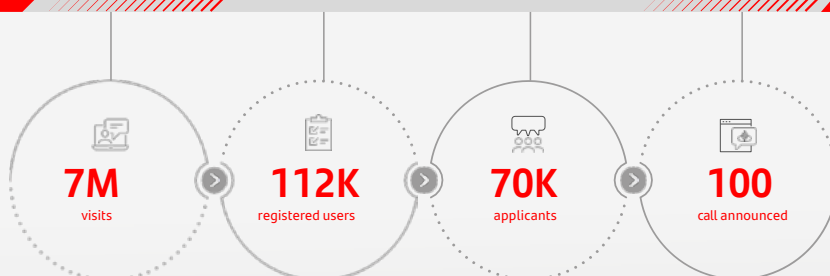 7M
visits
112K
registered users
70K
applicants
100
call announced